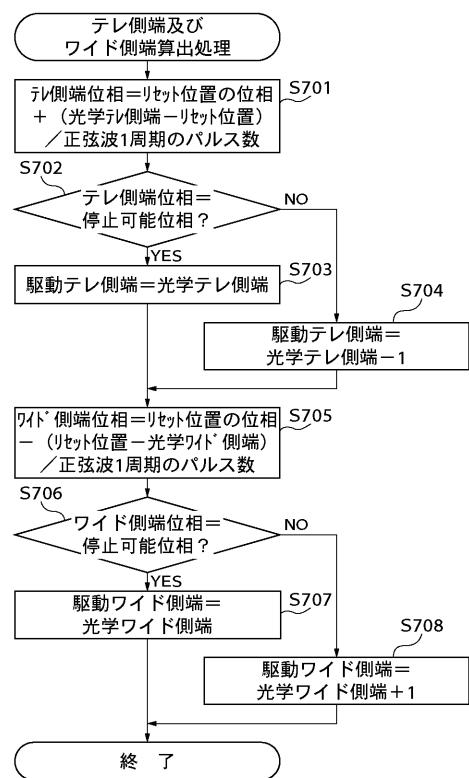 テレ側端及び
ワイド側端算出処理
S701
ﾃﾚ側端位相＝ﾘｾｯﾄ位置の位相
＋（光学ﾃﾚ側端－ﾘｾｯﾄ位置）
／正弦波1周期のパルス数
S702
テレ側端位相＝
停止可能位相？
NO
YES
S703
駆動テレ側端＝光学テレ側端
S704
駆動テレ側端＝
光学テレ側端－1
S705
ﾜｲﾄﾞ側端位相＝ﾘｾｯﾄ位置の位相
－（ﾘｾｯﾄ位置－光学ﾜｲﾄﾞ側端）
／正弦波1周期のパルス数
S706
ワイド側端位相＝
停止可能位相？
NO
YES
S707
駆動ワイド側端＝
光学ワイド側端
S708
駆動ワイド側端＝
光学ワイド側端＋1
終　了